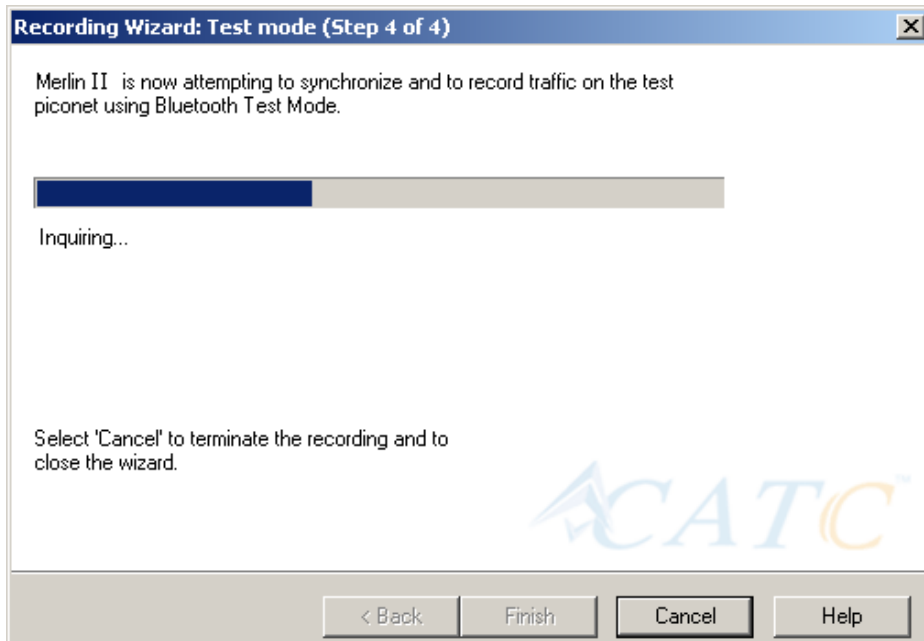 Recording Wizard: Test mode (Step 4 of 4)
Merlin II is now attempting to synchronize and to record traffic on the test
piconet using Bluetooth Test Mode.
Inquiring...
Select 'Cancel' to terminate the recording and to
close the wizard.
CATC™
< Back Finish Cancel Help